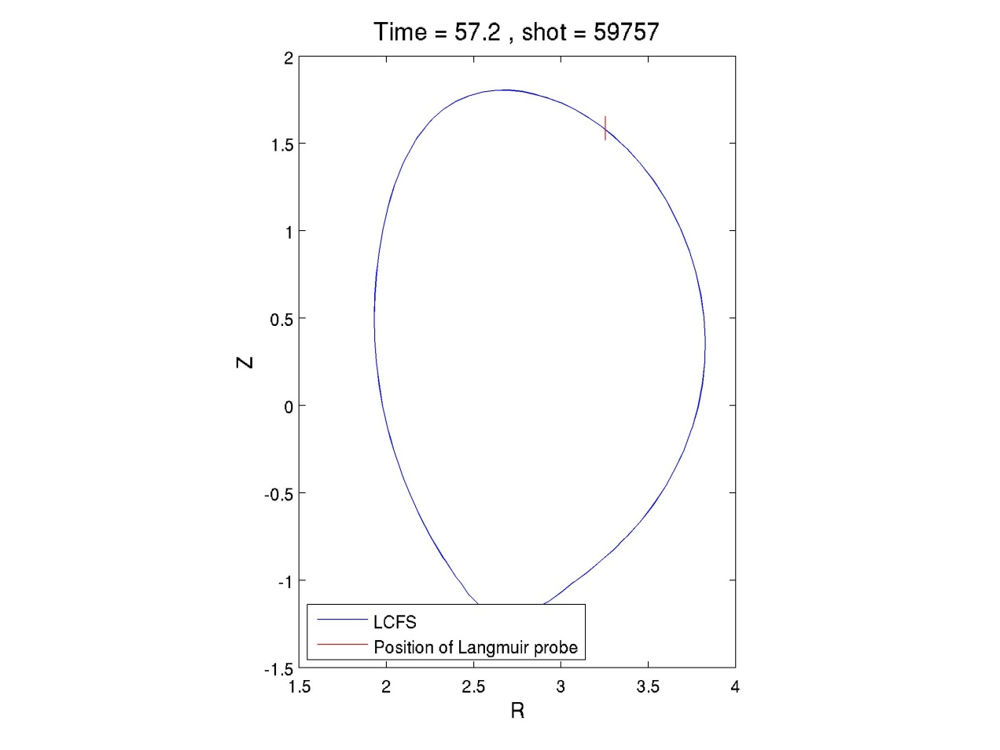 Time = 57.2 , shot = 59757
2
1.5
1
0.5
0
-0.5
-1
-1.5
Z
LCFS
Position of Langmuir probe
1.5 2 2.5 3 3.5 4
R